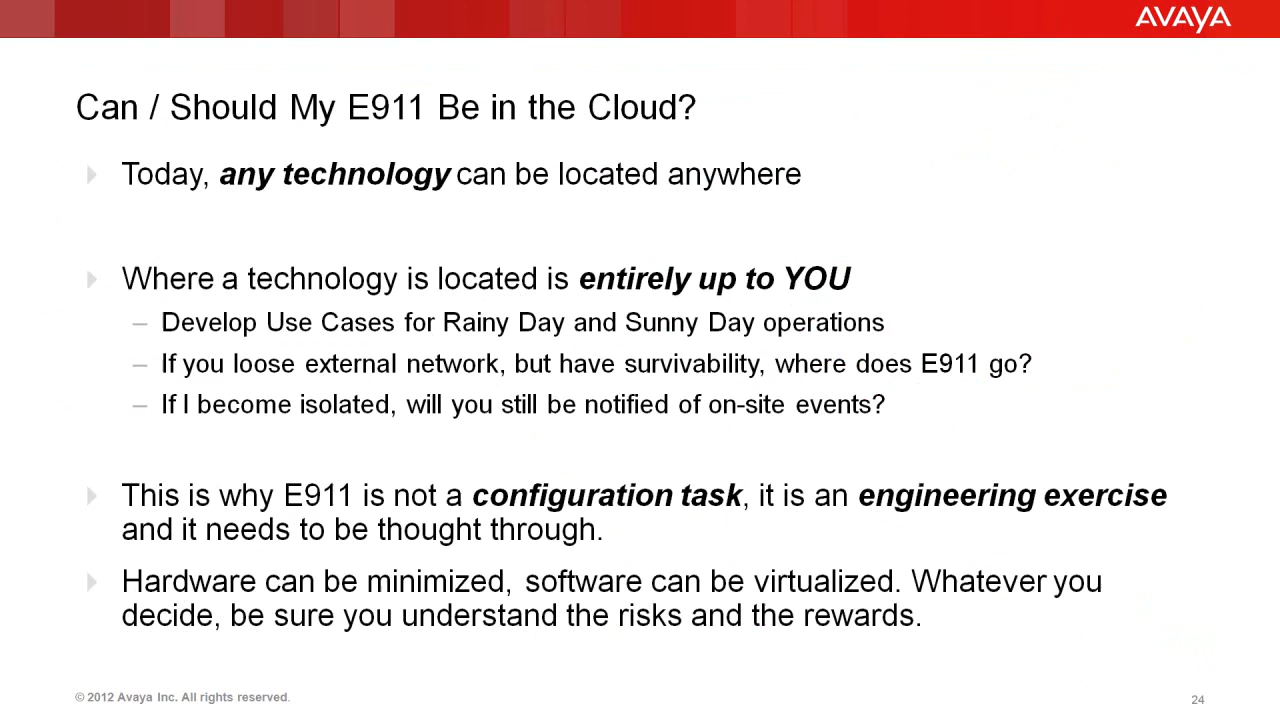 AVAYA
Can / Should My E911 Be in the Cloud?
Today, any technology can be located anywhere
Where a technology is located is entirely up to YOU
– Develop Use Cases for Rainy Day and Sunny Day operations
– If you loose external network, but have survivability, where does E911 go?
– If I become isolated, will you still be notified of on-site events?
This is why E911 is not a configuration task, it is an engineering exercise
and it needs to be thought through.
Hardware can be minimized, software can be virtualized. Whatever you
decide, be sure you understand the risks and the rewards.
© 2012 Avaya Inc. All rights reserved.
24